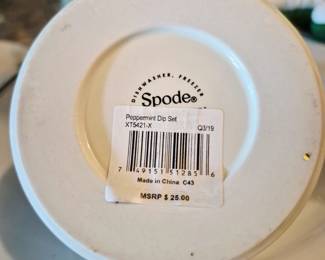 DISHWASHER, FREEZER
Spode®
Peppermint Dip Set
XT5421-X Q3/19
7 49151 51285 6
Made in China C43
MSRP $ 25.00